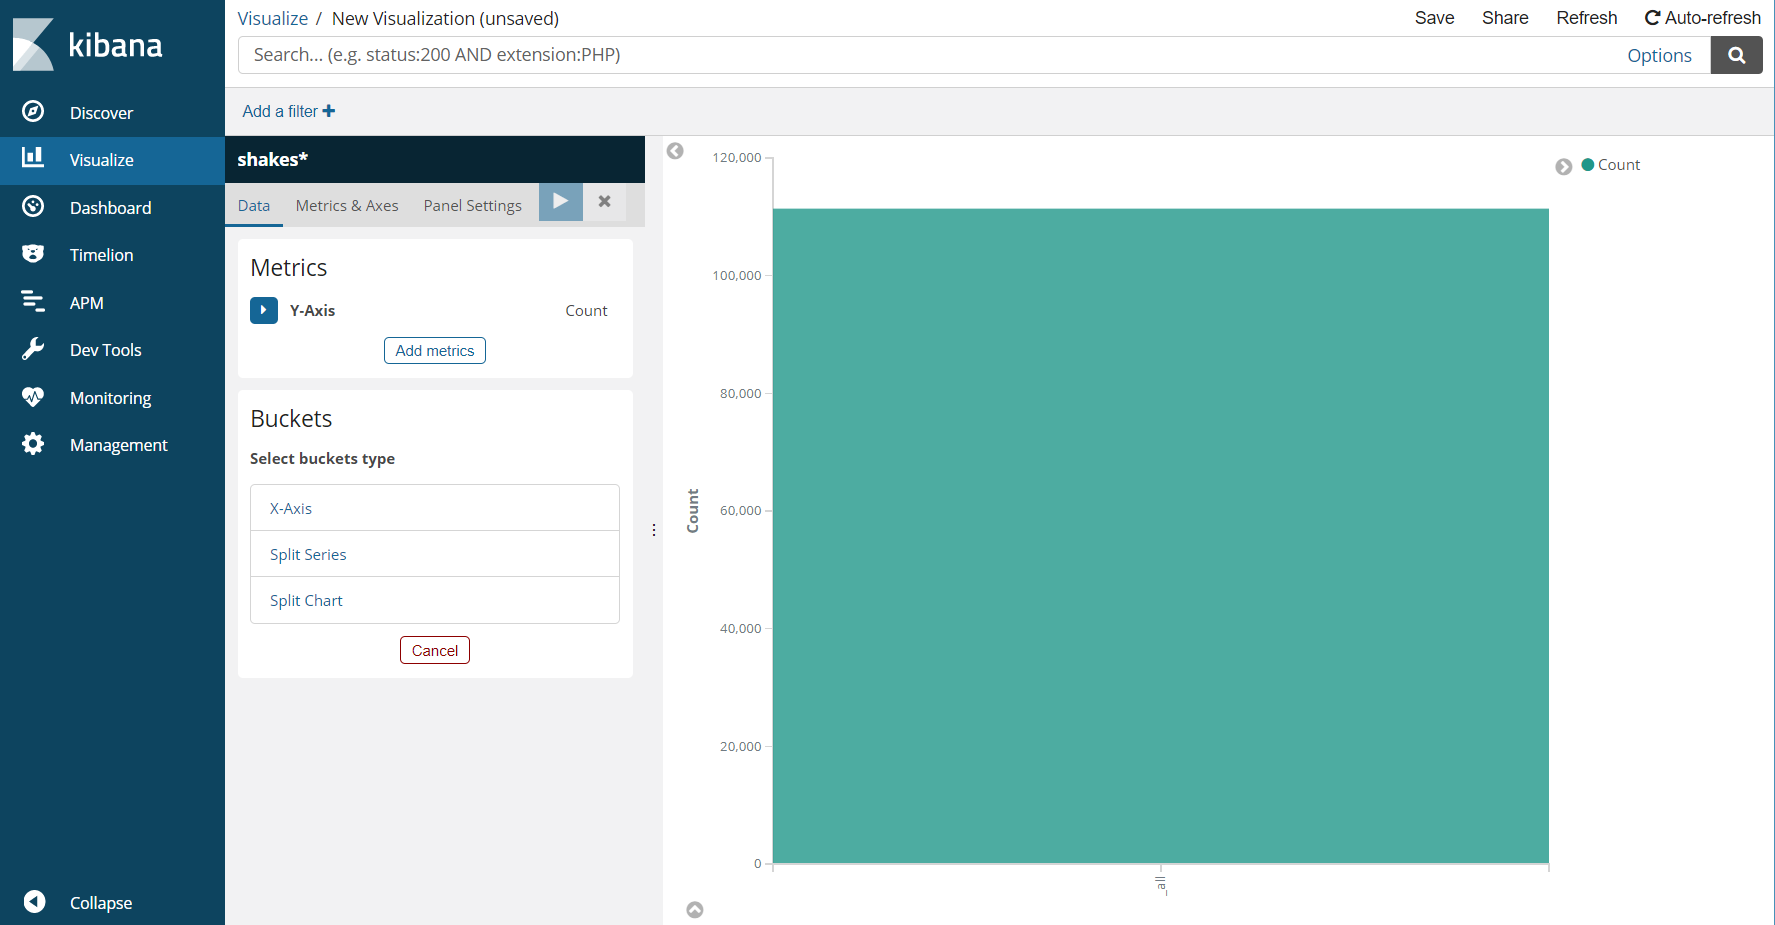 kibana
Discover
Visualize
Dashboard
Timelion
APM
Dev Tools
Monitoring
Management
Collapse
Visualize / New Visualization (unsaved)
Save Share Refresh Auto-refresh
Search... (e.g. status:200 AND extension:PHP) Options
Add a filter
shakes*
Data Metrics & Axes Panel Settings
Metrics
Y-Axis Count
Add metrics
Buckets
Select buckets type
X-Axis
Split Series
Split Chart
Cancel
120,000
100,000
80,000
60,000
40,000
20,000
0
Count
_all
Count